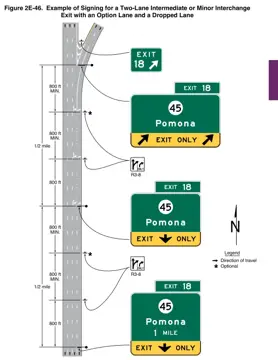 Figure 2E-46. Example of Signing for a Two-Lane Intermediate or Minor Interchange
Exit with an Option Lane and a Dropped Lane
EXIT
18
EXIT 18
45
Pomona
EXIT ONLY
800 ft
MIN.
800 ft
MIN.
1/2 mile
800 ft
R3-8
EXIT 18
45
Pomona
EXIT ONLY
800 ft
MIN.
800 ft
MIN.
1/2 mile
800 ft
R3-8
EXIT 18
45
Pomona
1 MILE
EXIT ONLY
N
Legend
Direction of travel
Optional